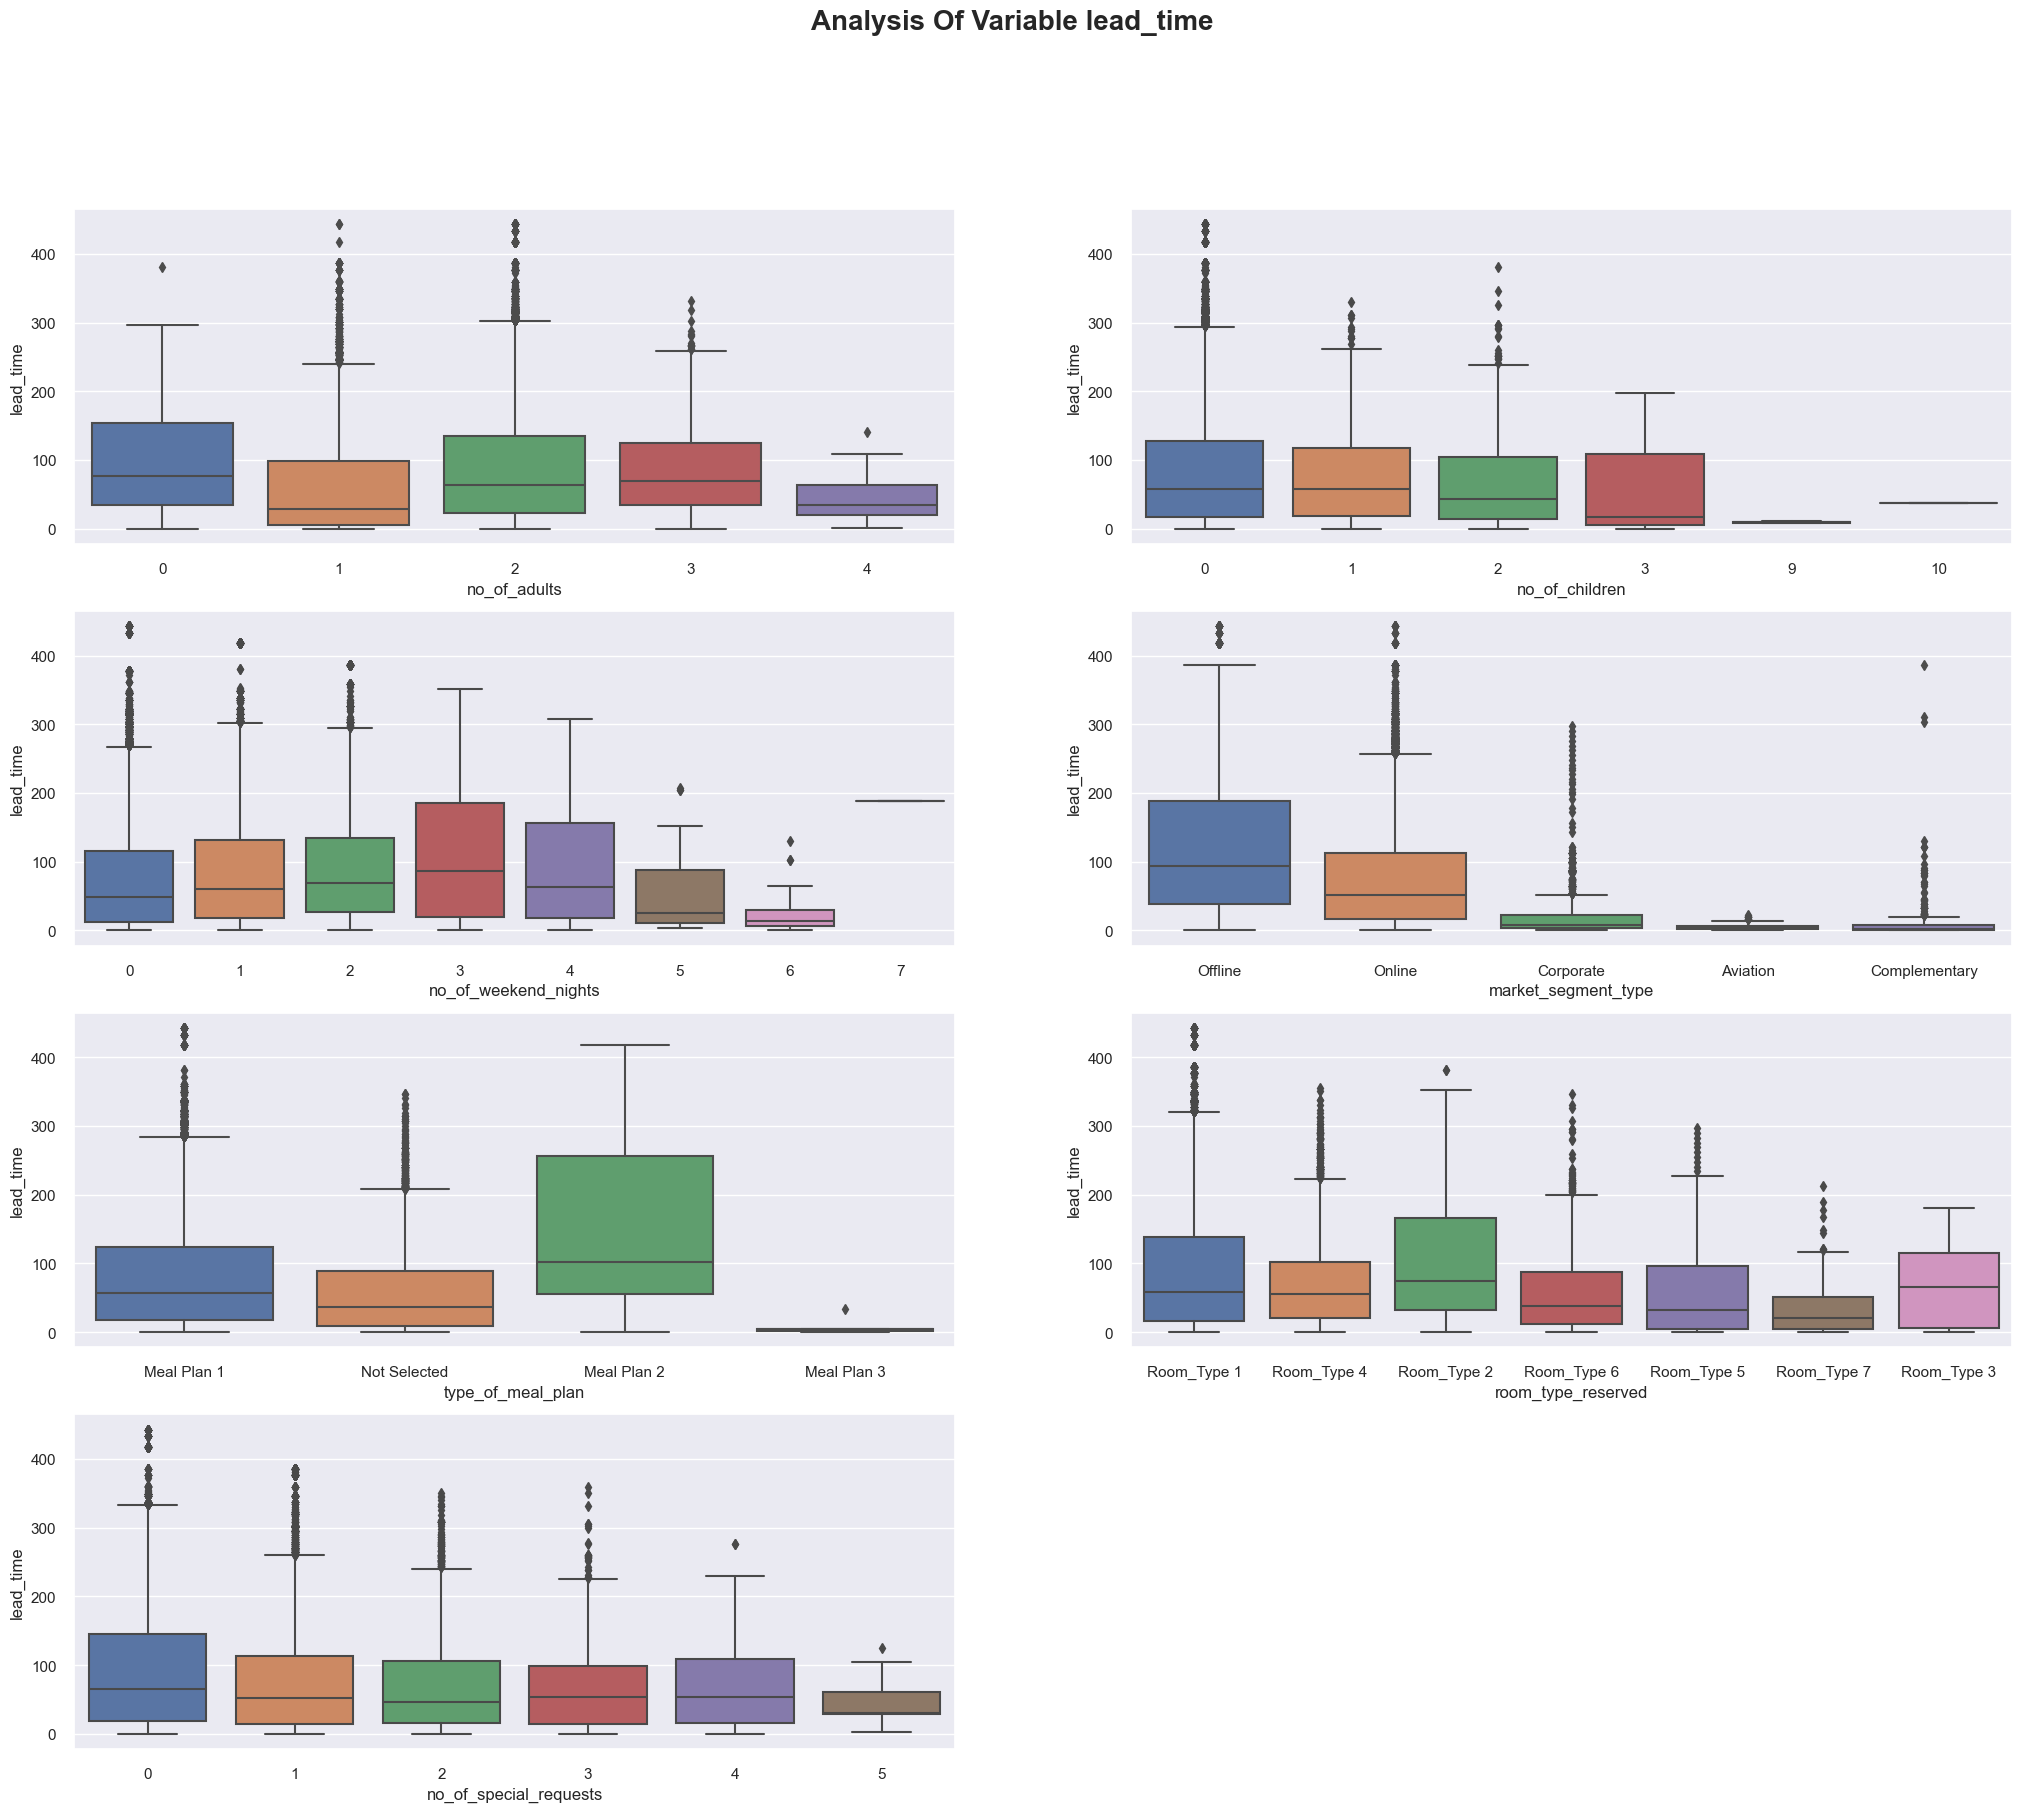 Analysis Of Variable lead_time
400
300
200
100
0
lead_time
0 1 2 3 4
no_of_adults
400
300
200
100
0
lead_time
0 1 2 3 9 10
no_of_children
400
300
200
100
0
lead_time
0 1 2 3 4 5 6 7
no_of_weekend_nights
400
300
200
100
0
lead_time
Offline Online Corporate Aviation Complementary
market_segment_type
400
300
200
100
0
lead_time
Meal Plan 1 Not Selected Meal Plan 2 Meal Plan 3
type_of_meal_plan
400
300
200
100
0
lead_time
Room_Type 1 Room_Type 4 Room_Type 2 Room_Type 6 Room_Type 5 Room_Type 7 Room_Type 3
room_type_reserved
400
300
200
100
0
lead_time
0 1 2 3 4 5
no_of_special_requests